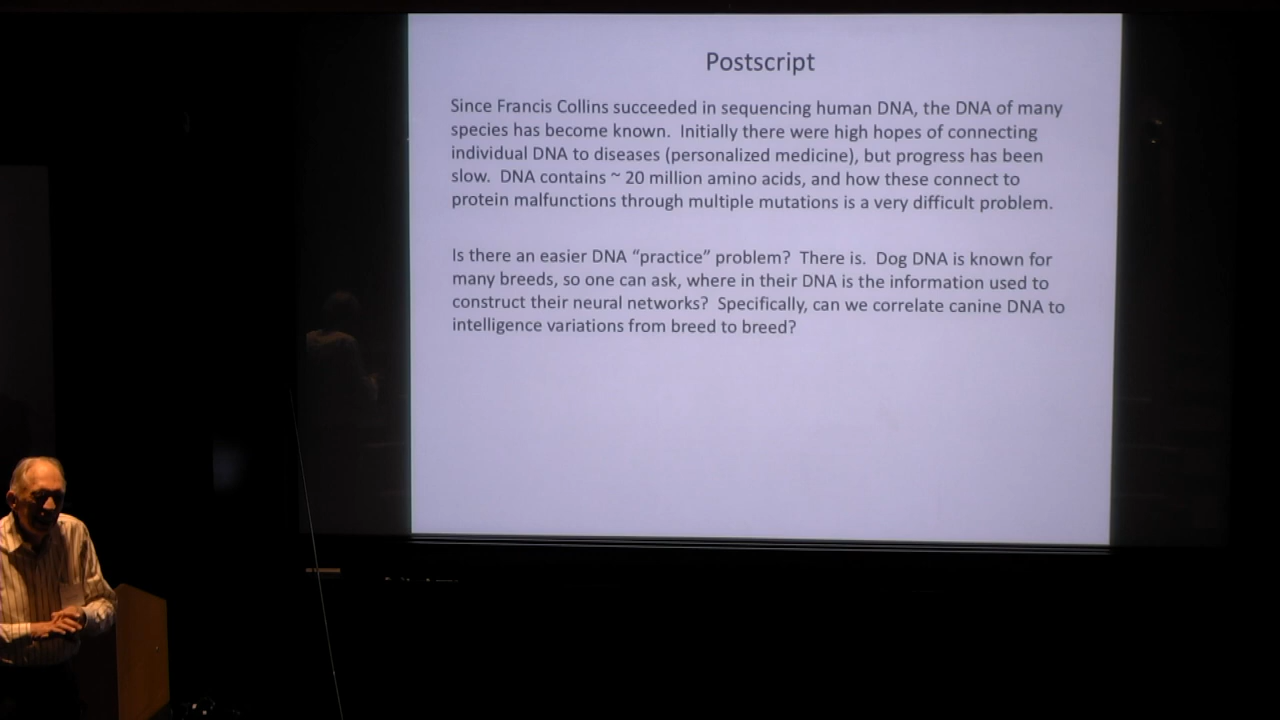 Postscript
Since Francis Collins succeeded in sequencing human DNA, the DNA of many
species has become known.  Initially there were high hopes of connecting
individual DNA to diseases (personalized medicine), but progress has been
slow.  DNA contains ~ 20 million amino acids, and how these connect to
protein malfunctions through multiple mutations is a very difficult problem.
Is there an easier DNA “practice” problem?  There is.  Dog DNA is known for
many breeds, so one can ask, where in their DNA is the information used to
construct their neural networks?  Specifically, can we correlate canine DNA to
intelligence variations from breed to breed?